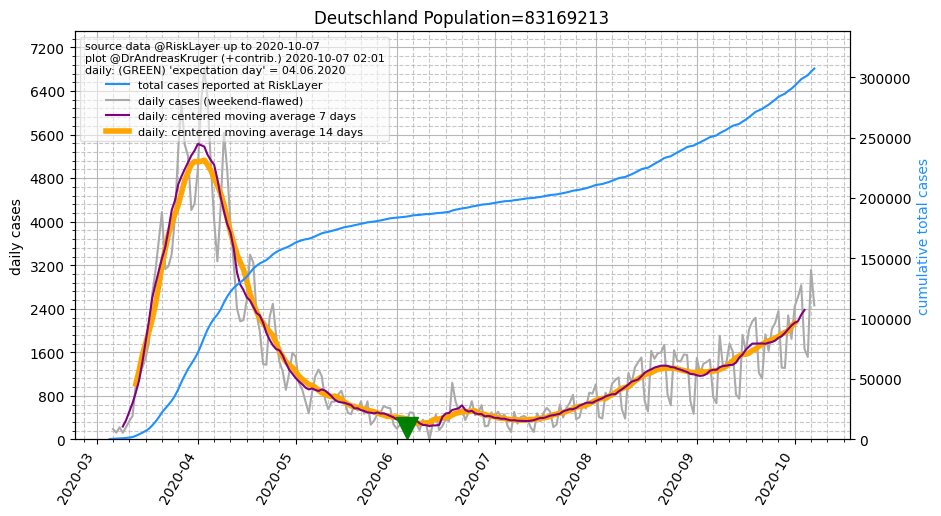 Deutschland Population=83169213
source data @RiskLayer up to 2020-10-07
plot @DrAndreasKruger (+contrib.) 2020-10-07 02:01
daily: (GREEN) 'expectation day' = 04.06.2020
total cases reported at RiskLayer
daily cases (weekend-flawed)
daily: centered moving average 7 days
daily: centered moving average 14 days
daily cases
7200
6400
5600
4800
4000
3200
2400
1600
800
0
cumulative total cases
300000
250000
200000
150000
100000
50000
0
2020-03
2020-04
2020-05
2020-06
2020-07
2020-08
2020-09
2020-10